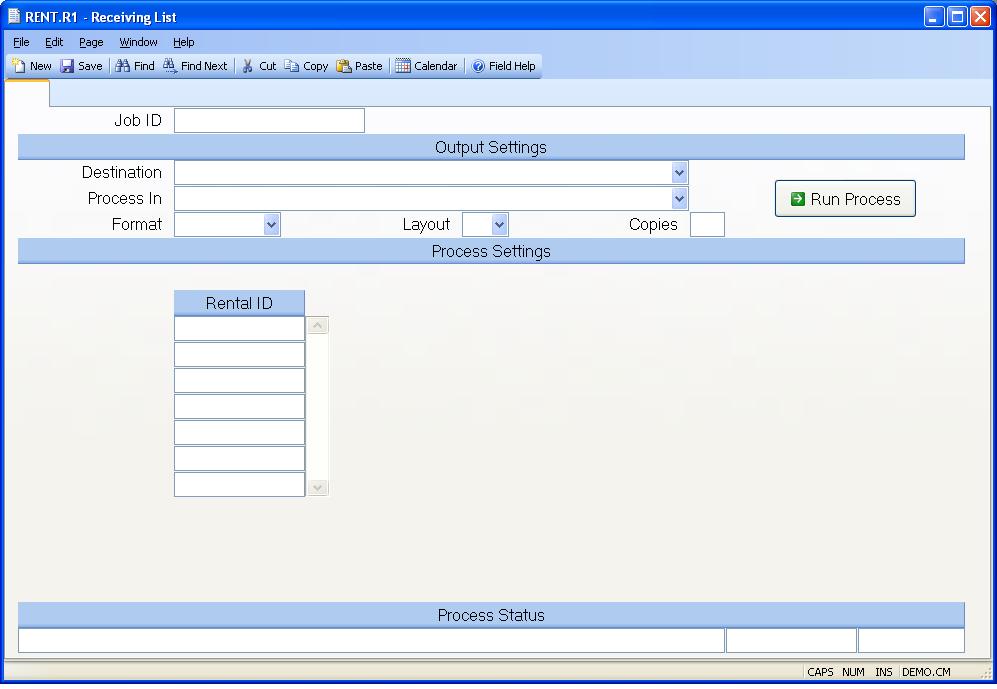 RENT.R1 - Receiving List
File Edit Page Window Help
New Save Find Find Next Cut Copy Paste Calendar Field Help
Job ID
Output Settings
Destination
Process In
Run Process
Format Layout Copies
Process Settings
Rental ID
Process Status
CAPS NUM INS DEMO.CM